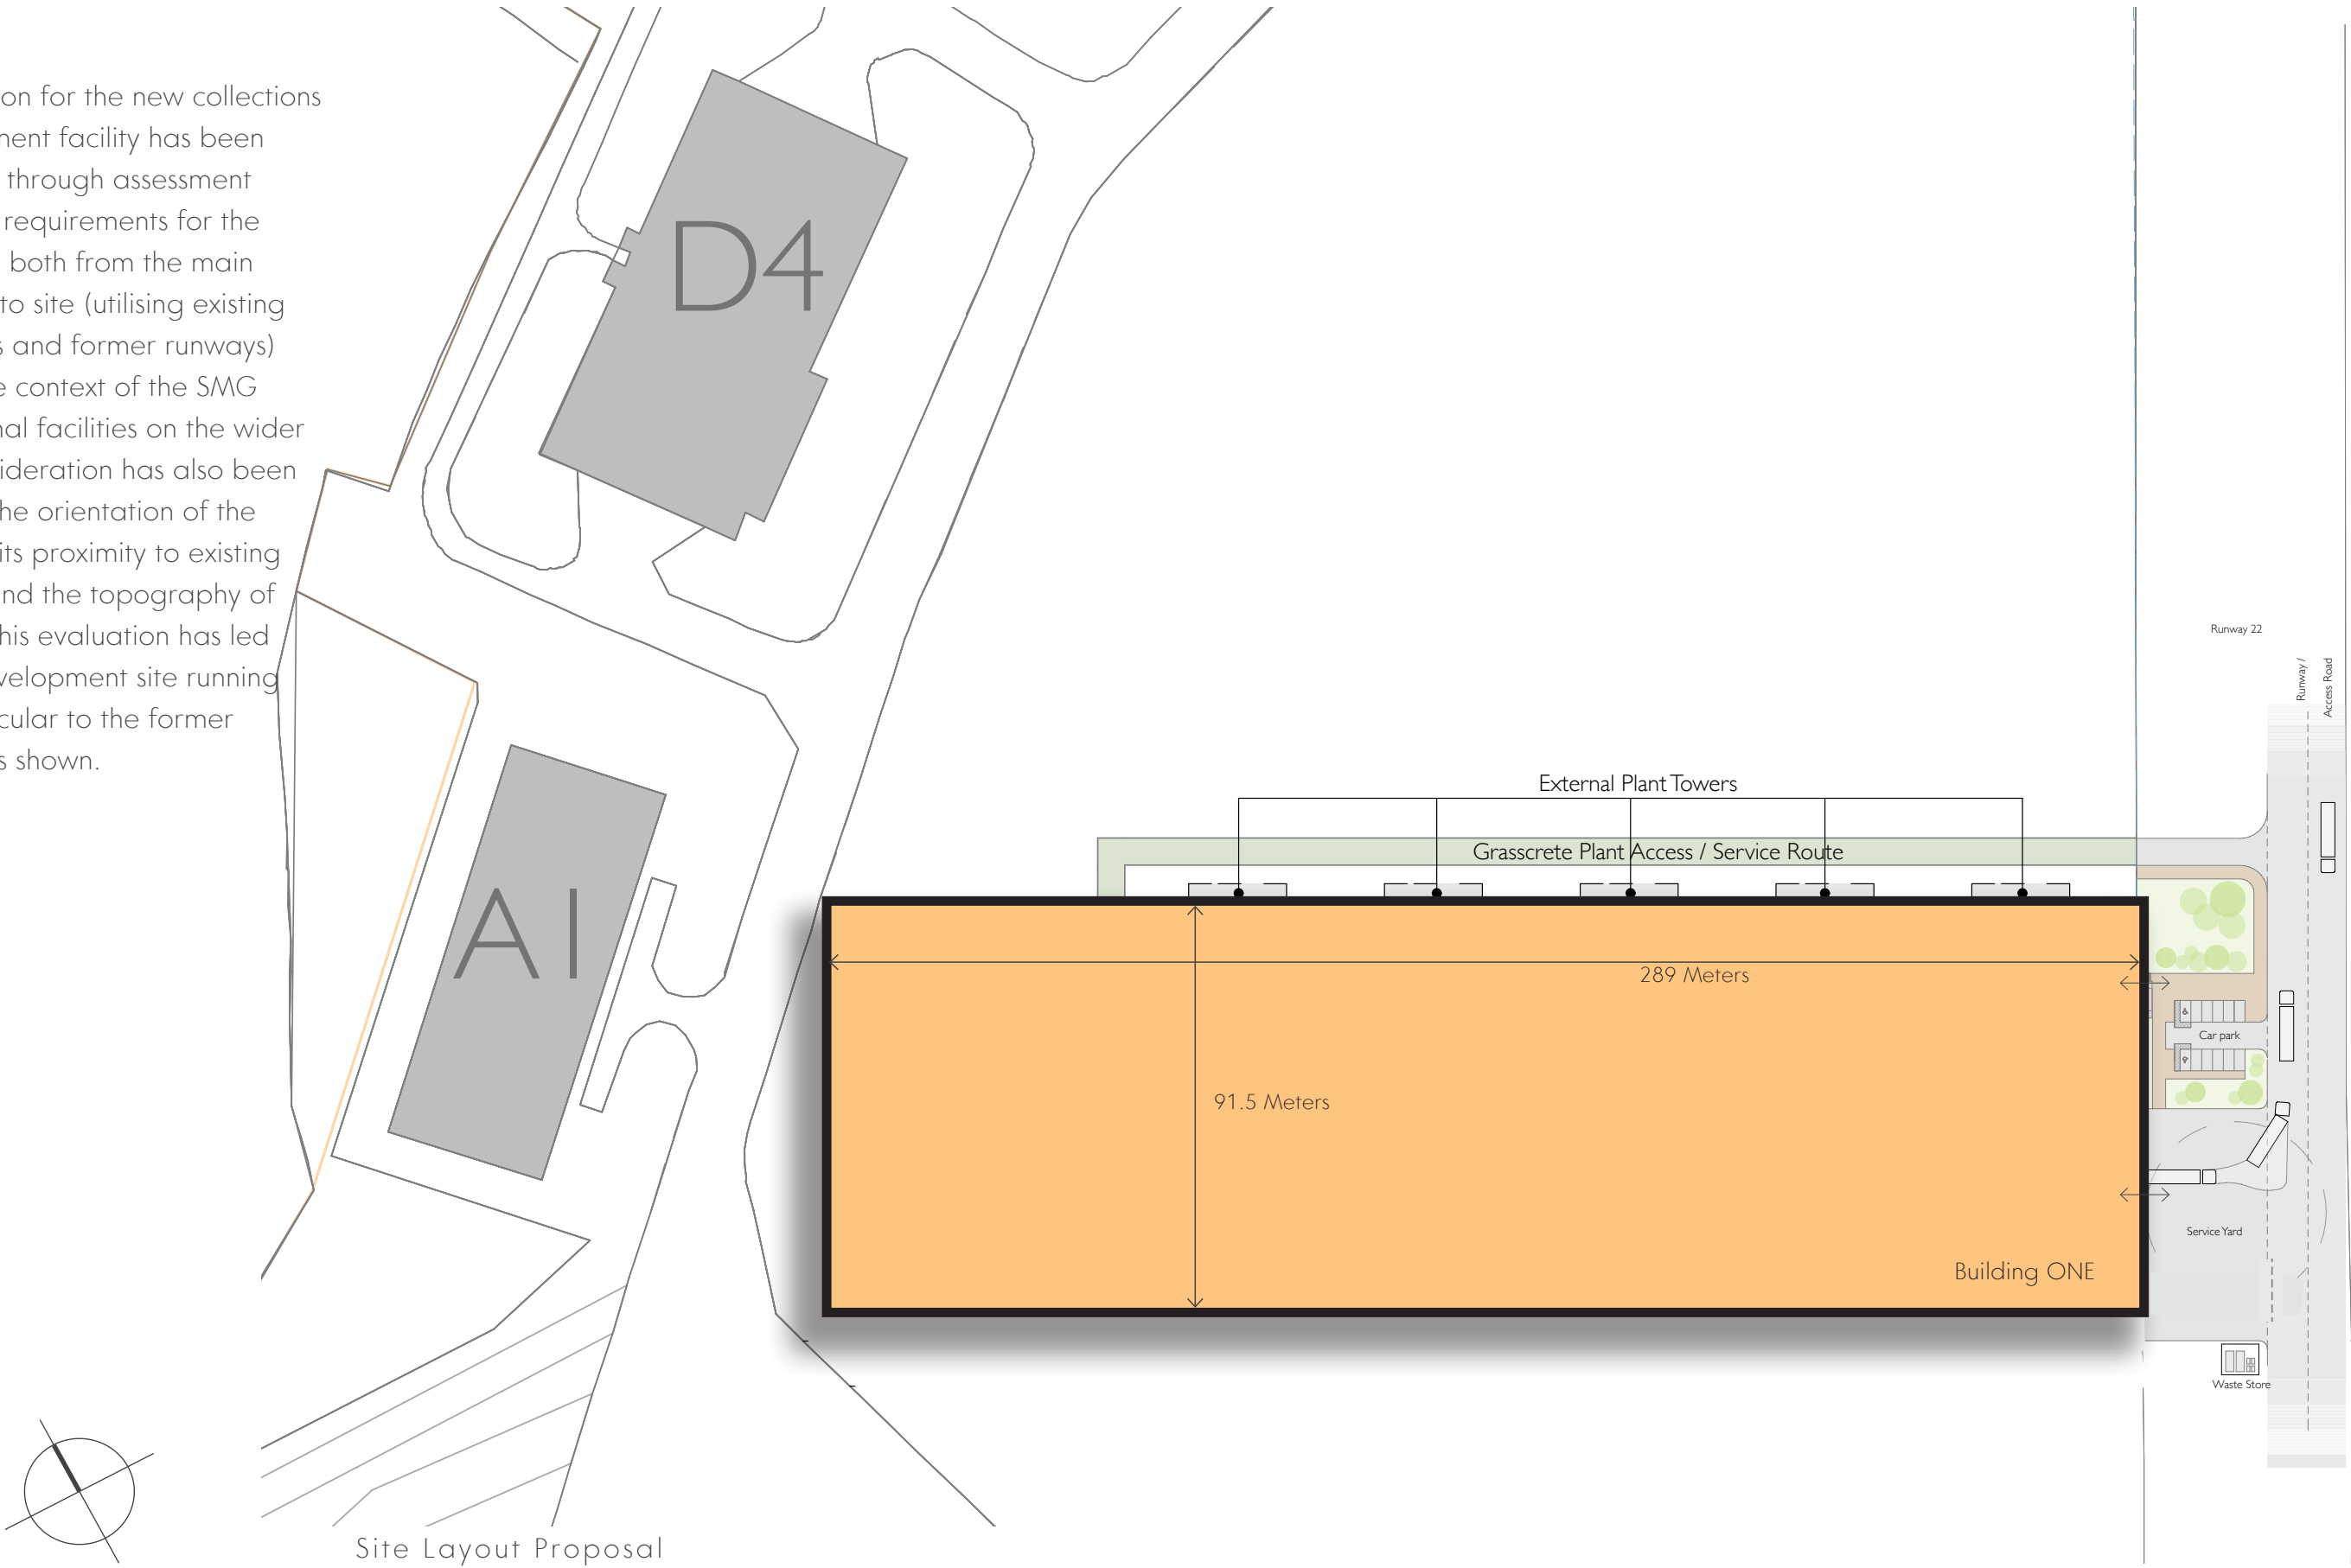 on for the new collections
ment facility has been
through assessment
requirements for the
both from the main
to site (utilising existing
s and former runways)
e context of the SMG
nal facilities on the wider
ideration has also been
he orientation of the
its proximity to existing
nd the topography of
his evaluation has led
velopment site running
cular to the former
s shown.
D4
A1
Runway 22
Runway /
Access Road
External Plant Towers
Grasscrete Plant Access / Service Route
289 Meters
91.5 Meters
Car park
Service Yard
Building ONE
Waste Store
Site Layout Proposal